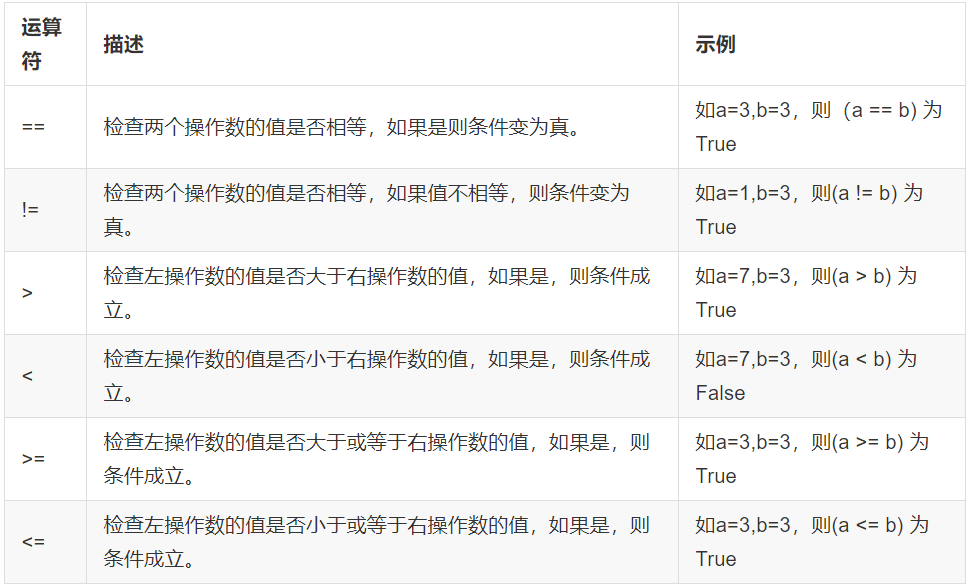 运算
符
描述
示例
==
检查两个操作数的值是否相等，如果是则条件变为真。
如a=3,b=3，则（a == b) 为
True
!=
检查两个操作数的值是否相等，如果值不相等，则条件变为
真。
如a=1,b=3，则(a != b) 为
True
>
检查左操作数的值是否大于右操作数的值，如果是，则条件成
立。
如a=7,b=3，则(a > b) 为
True
<
检查左操作数的值是否小于右操作数的值，如果是，则条件成
立。
如a=7,b=3，则(a < b) 为
False
>=
检查左操作数的值是否大于或等于右操作数的值，如果是，则
条件成立。
如a=3,b=3，则(a >= b) 为
True
<=
检查左操作数的值是否小于或等于右操作数的值，如果是，则
条件成立。
如a=3,b=3，则(a <= b) 为
True